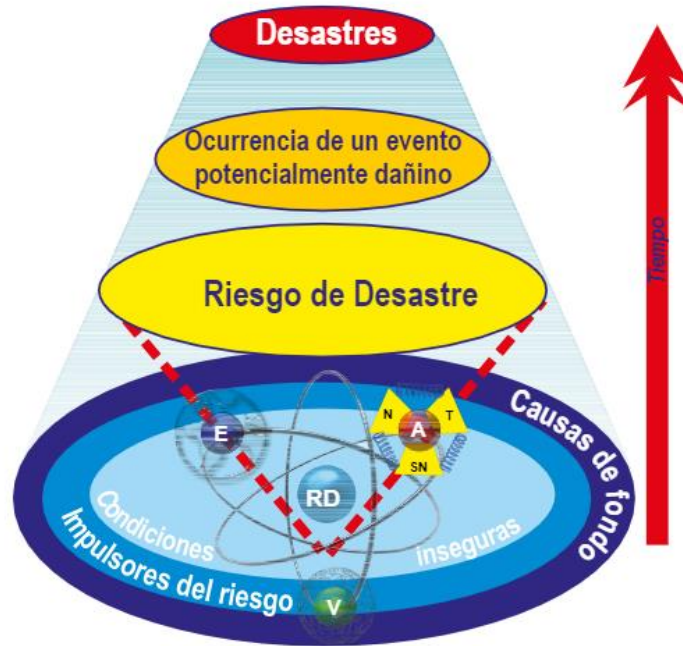 Desastres
Ocurrencia de un evento
potencialmente dañino
Riesgo de Desastre
Tiempo
E
N
T
A
SN
RD
V
Condiciones inseguras
Impulsores del riesgo
Causas de fondo